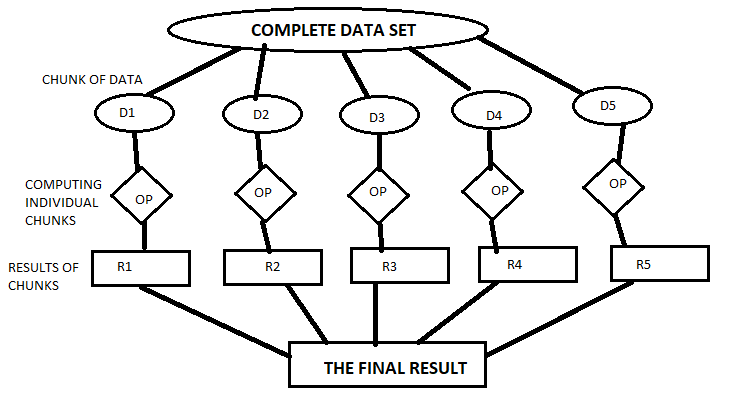 COMPLETE DATA SET
CHUNK OF DATA
D1
D2
D3
D4
D5
COMPUTING
INDIVIDUAL
CHUNKS
OP
OP
OP
OP
OP
RESULTS OF
CHUNKS
R1
R2
R3
R4
R5
THE FINAL RESULT